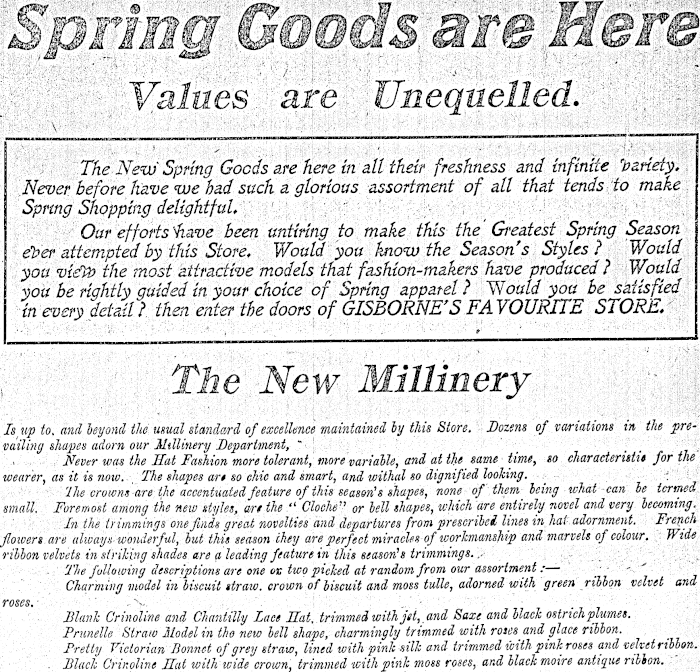 Spring Goods are Here
Values are Unequelled.
The New Spring Goods are here in all their freshness and infinite variety.
Never before have we had such a glorious assortment of all that tends to make
Spring Shopping delightful.
Our efforts have been untiring to make this the Greatest Spring Season
ever attempted by this Store. Would you know the Season's Styles ? Would
you view the most attractive models that fashion-makers have produced ? Would
you be rightly guided in your choice of Spring apparel ? Would you be satisfied
in every detail ? then enter the doors of GISBORNE'S FAVOURITE STORE.
The New Millinery
Is up to, and beyond the usual standard of excellence maintained by this Store. Dozens of variations in the pre-
vailing shapes adorn our Millinery Department,
Never was the Hat Fashion more tolerant, more variable, and at the same time, so characteristic for the
wearer, as it is now. The shapes are so chic and smart, and withal so dignified looking.
The crowns are the accentuated feature of this season's shapes, none of them being what can be termed
small. Foremost among the new styles, are the " Cloche" or bell shapes, which are entirely novel and very becoming.
In the trimmings one finds great novelties and departures from prescribed lines in hat adornment. French
flowers are always wonderful, but this season they are perfect miracles of workmanship and marvels of colour. Wide
ribbon velvets in striking shades are a leading feature in this season's trimmings.
The following descriptions are one or two picked at random from our assortment :—
Charming model in biscuit straw. crown of biscuit and moss tulle, adorned with green ribbon velvet and
roses.
Blank Crinoline and Chantilly Lace Hat, trimmed with jet, and Saxe and black ostrich plumes.
Prunelle Straw Model in the new bell shape, charmingly trimmed with roses and glace ribbon.
Pretty Victorian Bonnet of grey straw, lined with pink silk and trimmed with pink roses and velvet ribbon.
Black Crinoline Hat with wide crown, trimmed with pink moss roses, and black moire antique ribbon.